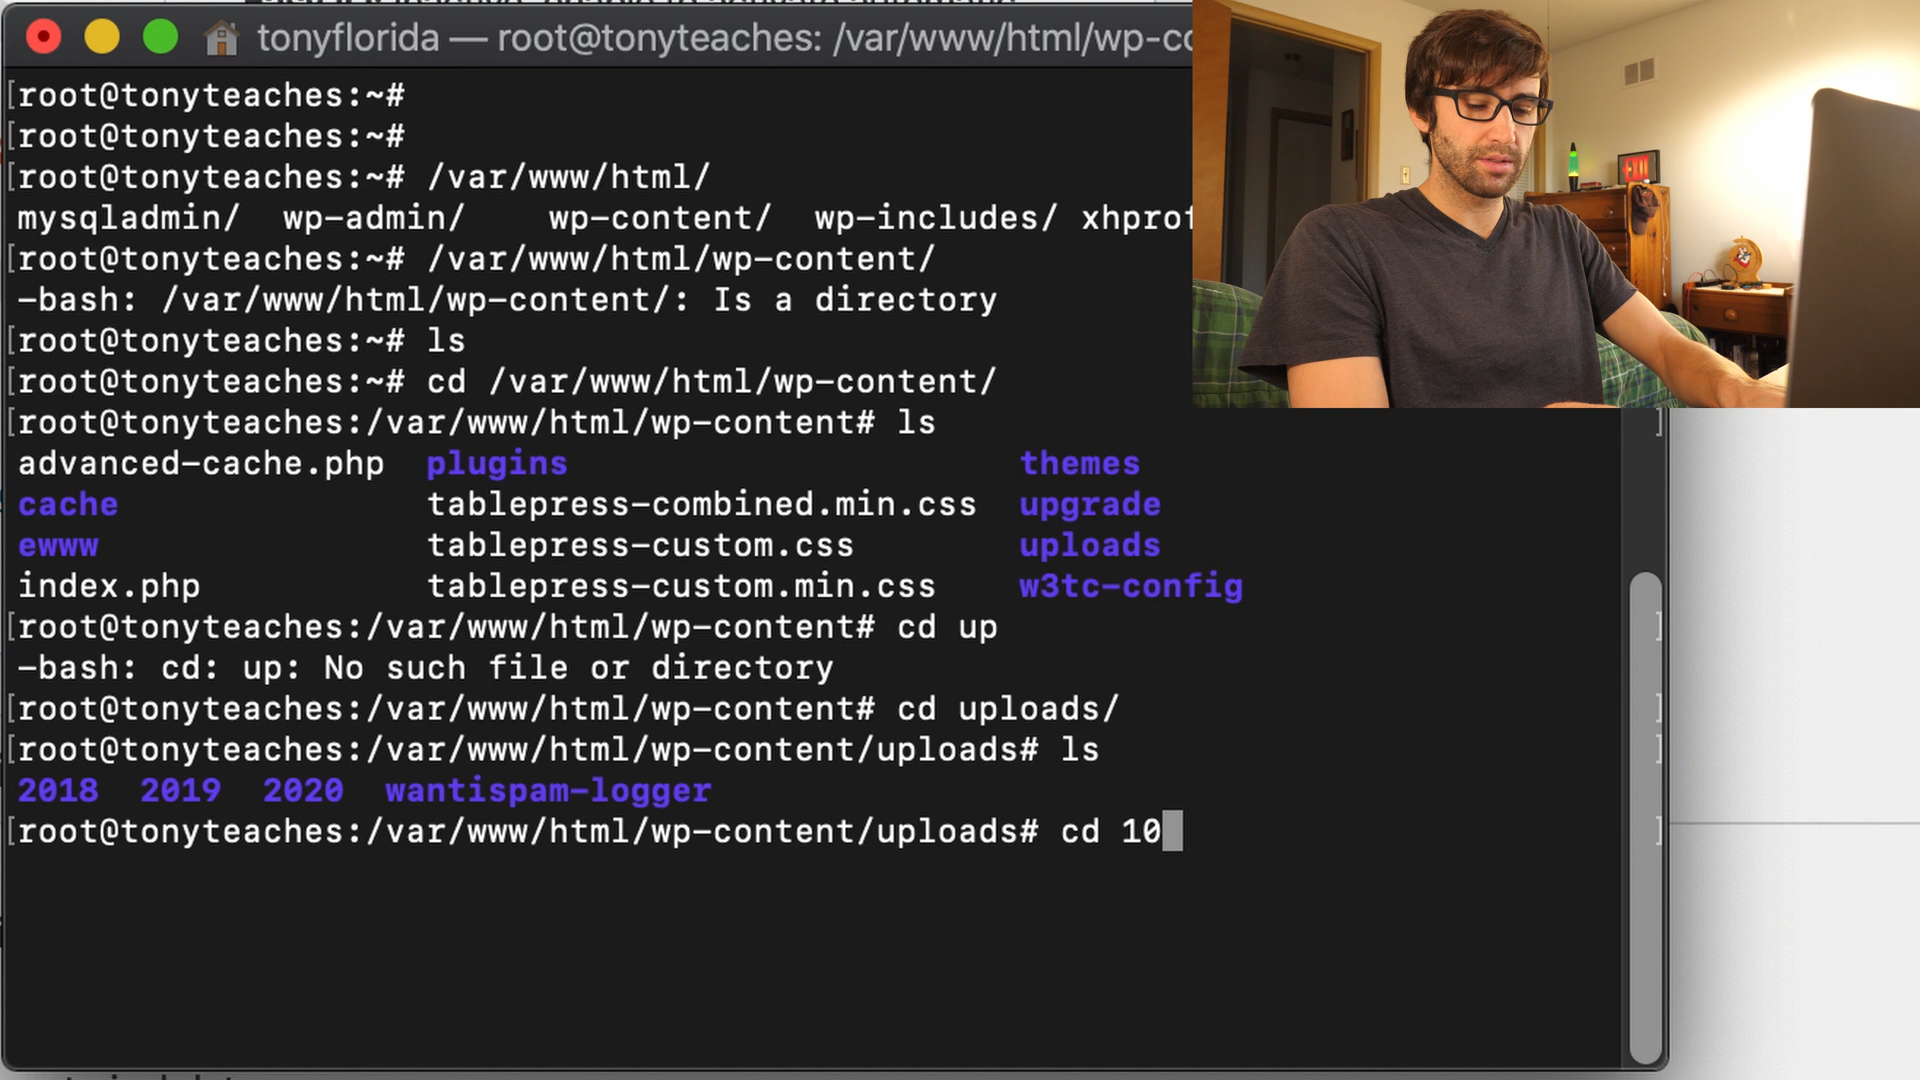 tonyflorida — root@tonyteaches: /var/www/html/wp-co
[root@tonyteaches:~#
[root@tonyteaches:~#
[root@tonyteaches:~# /var/www/html/
mysqladmin/ wp-admin/ wp-content/ wp-includes/ xhprof
[root@tonyteaches:~# /var/www/html/wp-content/
-bash: /var/www/html/wp-content/: Is a directory
[root@tonyteaches:~# ls
[root@tonyteaches:~# cd /var/www/html/wp-content/
[root@tonyteaches:/var/www/html/wp-content# ls ]
advanced-cache.php plugins themes
cache tablepress-combined.min.css upgrade
ewww tablepress-custom.css uploads
index.php tablepress-custom.min.css w3tc-config
[root@tonyteaches:/var/www/html/wp-content# cd up ]
-bash: cd: up: No such file or directory
[root@tonyteaches:/var/www/html/wp-content# cd uploads/ ]
[root@tonyteaches:/var/www/html/wp-content/uploads# ls ]
2018 2019 2020 wantispam-logger
[root@tonyteaches:/var/www/html/wp-content/uploads# cd 10 ]
EXIT